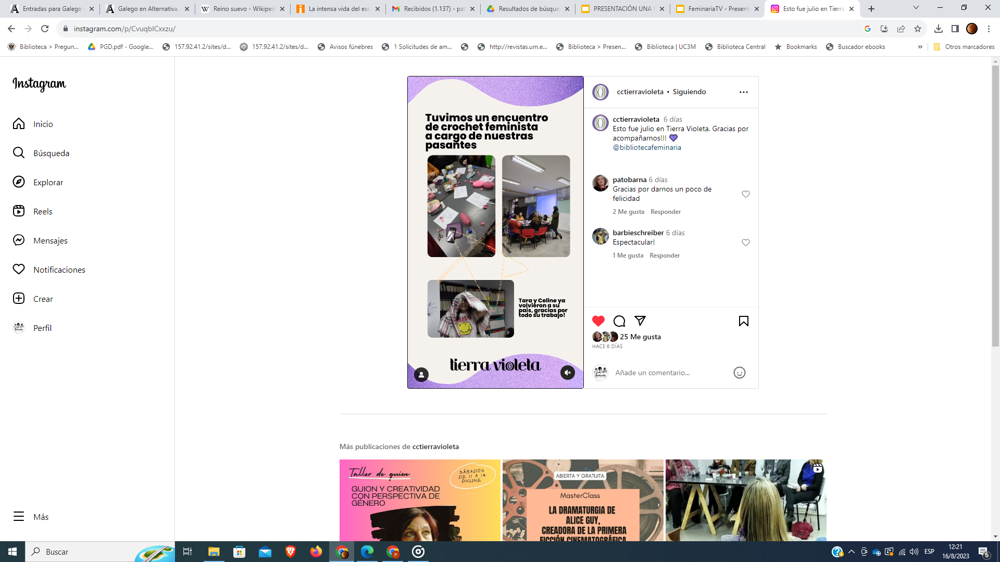 Entradas para Galego
Galego en Alternativa.
Reino suevo - Wikiped
La intensa vida del esc
Recibidos (1.137) - pat
Resultados de búsque
PRESENTACIÓN UNA
FeminariaTV - Present
Esto fue julio en Tierra
instagram.com/p/CvuqbICxxzu/
Biblioteca > Pregun...
PGD.pdf - Google...
157.92.41.2/sites/d...
157.92.41.2/sites/d...
Avisos fúnebres
1 Solicitudes de am...
http://revistas.um.e...
Biblioteca > Presen...
Biblioteca | UC3M
Biblioteca Central
Bookmarks
Buscador ebooks
»
Otros marcadores
Instagram
Inicio
Búsqueda
Explorar
Reels
Mensajes
Notificaciones
Crear
Perfil
Más
Tuvimos un encuentro
de crochet feminista
a cargo de nuestras
pasantes
Tara y Celine ya
volvieron a su
país, gracias por
todo su trabajo!
tierra violeta
cctierravioleta • Siguiendo
cctierravioleta 6 días
Esto fue julio en Tierra Violeta. Gracias por
acompañarnos!!! 💜
@bibliotecafeminaria
patobarna 6 días
Gracias por darnos un poco de
felicidad
2 Me gusta Responder
barbieschreiber 6 días
Espectacular!
1 Me gusta Responder
25 Me gusta
HACE 6 DÍAS
Añade un comentario...
Más publicaciones de cctierravioleta
Taller de guion
SÁBADOS
DE 11 A 14
ONLINE
GUION Y CREATIVIDAD
CON PERSPECTIVA DE
GÉNERO
ABIERTA Y GRATUITA
MasterClass
LA DRAMATURGIA DE
ALICE GUY,
CREADORA DE LA PRIMERA
FICCIÓN CINEMATOGRÁFICA
Buscar
ESP
12:21
16/8/2023
6